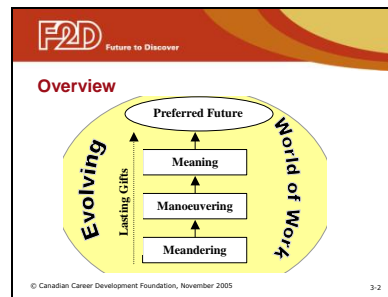 F2D Future to Discover
Overview
Preferred Future
Evolving
World of Work
Lasting Gifts
Meaning
Manoeuvering
Meandering
© Canadian Career Development Foundation, November 2005 3-2